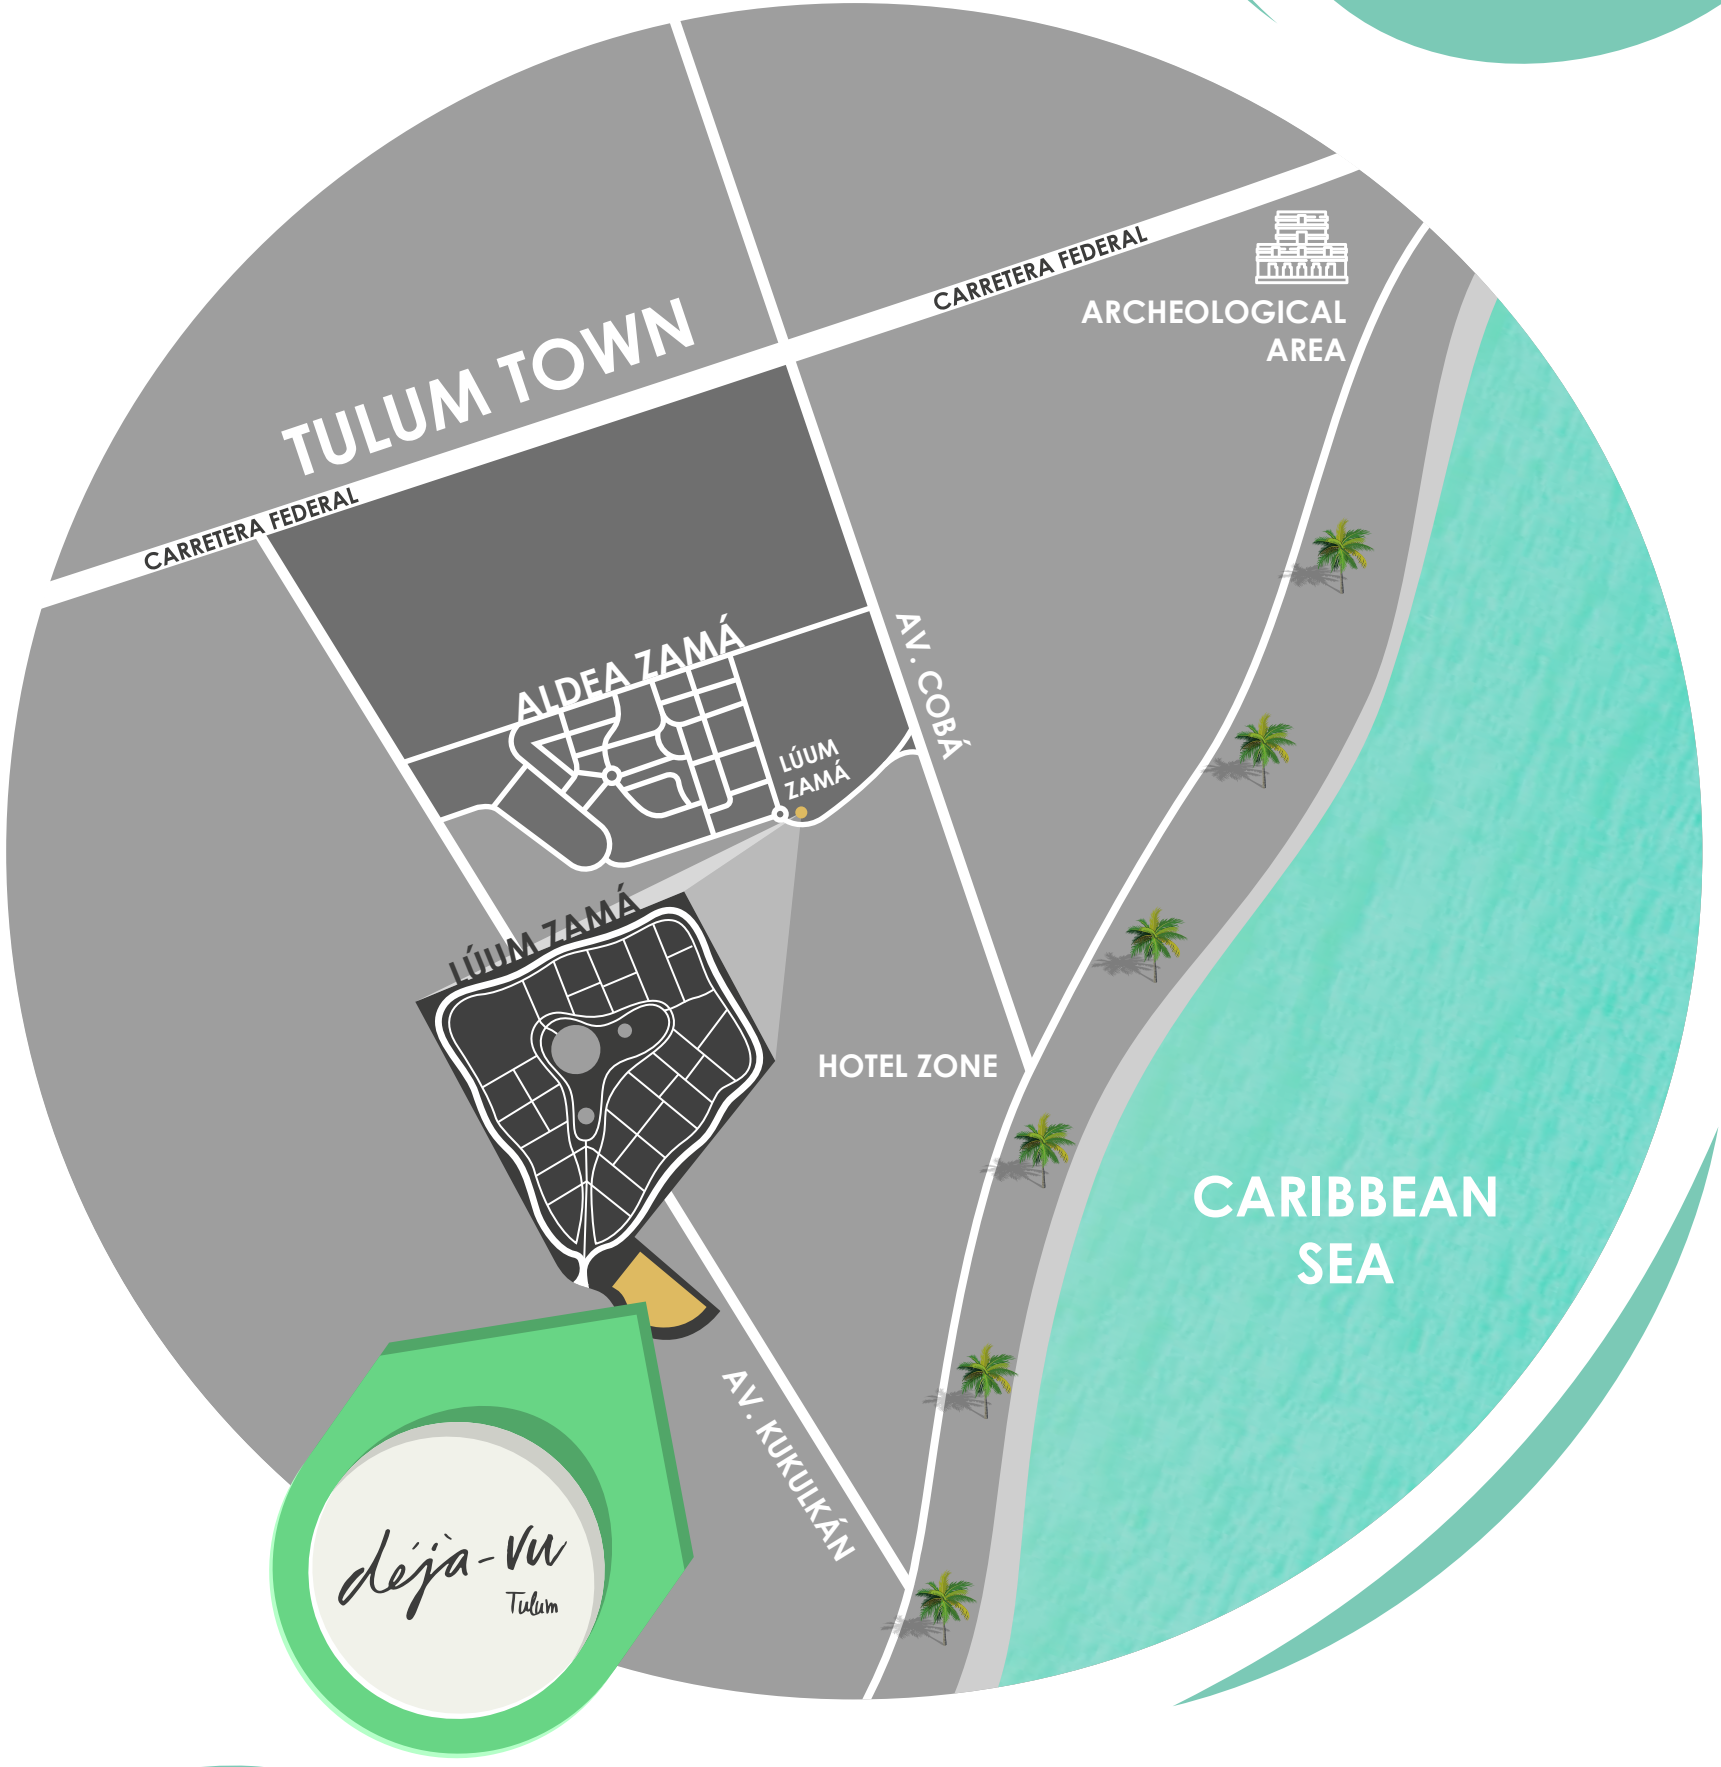 CARRETERA FEDERAL
ARCHEOLOGICAL
AREA
TULUM TOWN
CARRETERA FEDERAL
ALDEA ZAMÁ
AV. COBÁ
LÚUM
ZAMÁ
LÚUM ZAMÁ
HOTEL ZONE
CARIBBEAN
SEA
AV. KUKULKÁN
déjà-vu
Tulum